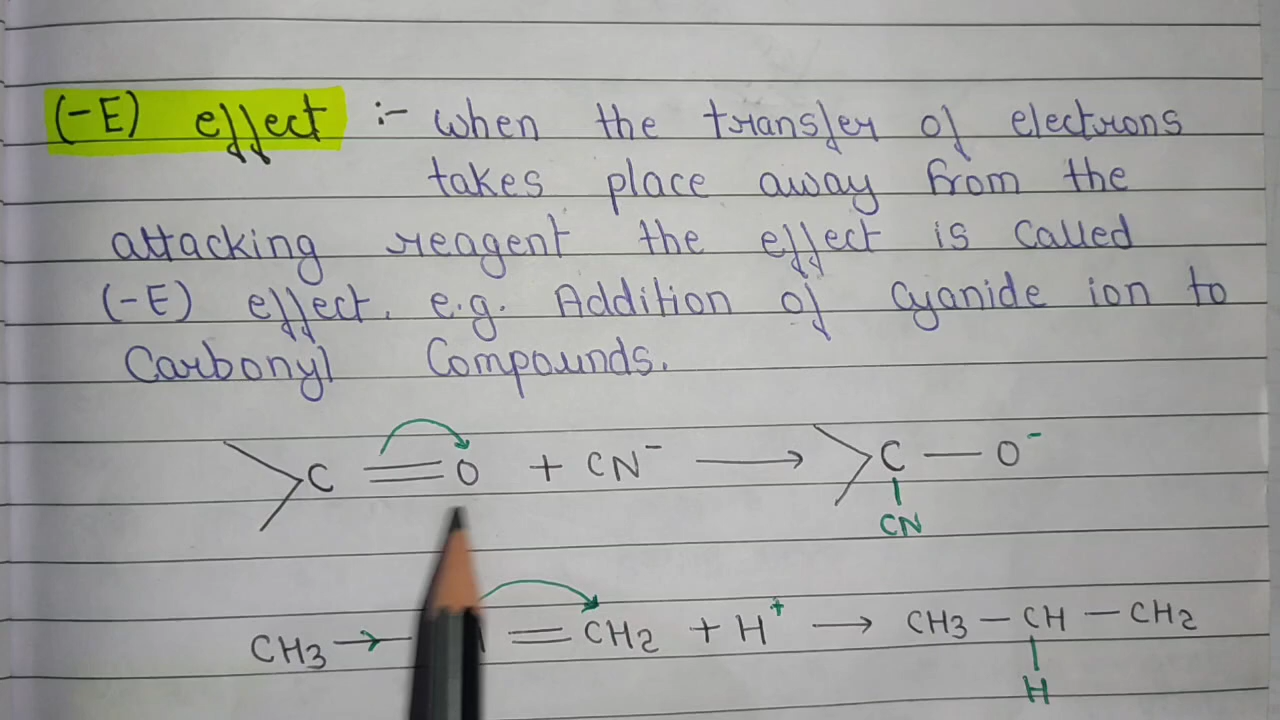 (-E) effect :- when the transfer of electrons
takes place away from the
attacking reagent the effect is called
(-E) effect. e.g. Addition of Cyanide ion to
Carbonyl Compounds.
C = O + CN⁻ ⟶ C — O⁻
CN
CH3 → = CH2 + H⁺ ⟶ CH3 — CH — CH2
H